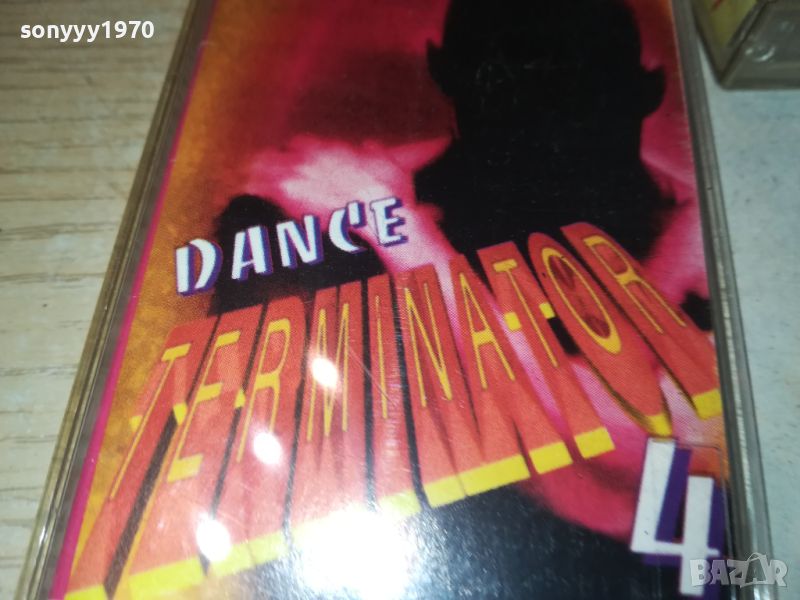 sonyyy1970
DANCE
TERMINATOR
4
BAZAR